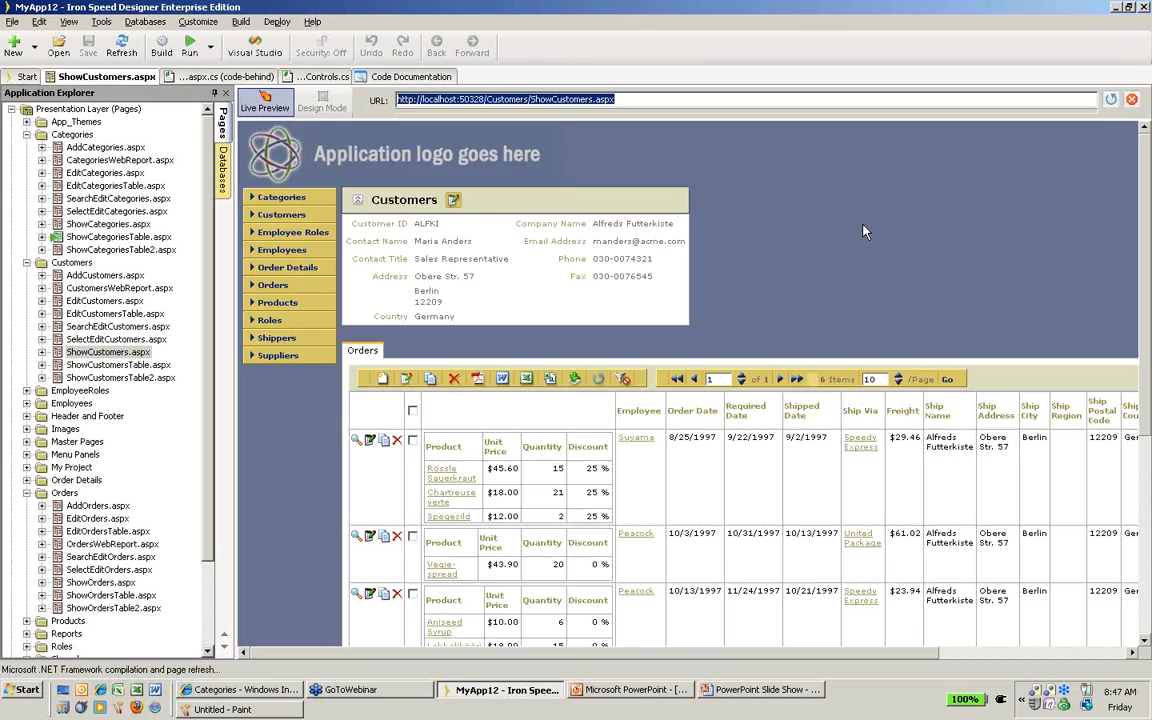 MyApp12 - Iron Speed Designer Enterprise Edition
File Edit View Tools Databases Customize Build Deploy Help
New Open Save Refresh Build Run Visual Studio Security: Off Undo Redo Back Forward
Start ShowCustomers.aspx ...aspx.cs (code-behind) ...Controls.cs Code Documentation
Application Explorer
Live Preview Design Mode URL: http://localhost:50328/Customers/ShowCustomers.aspx
Pages
Databases
Presentation Layer (Pages)
App_Themes
Categories
AddCategories.aspx
CategoriesWebReport.aspx
EditCategories.aspx
EditCategoriesTable.aspx
SearchEditCategories.aspx
SelectEditCategories.aspx
ShowCategories.aspx
ShowCategoriesTable.aspx
ShowCategoriesTable2.aspx
Customers
AddCustomers.aspx
CustomersWebReport.aspx
EditCustomers.aspx
EditCustomersTable.aspx
SearchEditCustomers.aspx
SelectEditCustomers.aspx
ShowCustomers.aspx
ShowCustomersTable.aspx
ShowCustomersTable2.aspx
EmployeeRoles
Employees
Header and Footer
Images
Master Pages
Menu Panels
My Project
Order Details
Orders
AddOrders.aspx
EditOrders.aspx
EditOrdersTable.aspx
OrdersWebReport.aspx
SearchEditOrders.aspx
SelectEditOrders.aspx
ShowOrders.aspx
ShowOrdersTable.aspx
ShowOrdersTable2.aspx
Products
Reports
Roles
Application logo goes here
Categories
Customers
Employee Roles
Employees
Order Details
Orders
Products
Roles
Shippers
Suppliers
Customers
Customer ID ALFKI Company Name Alfreds Futterkiste
Contact Name Maria Anders Email Address manders@acme.com
Contact Title Sales Representative Phone 030-0074321
Address Obere Str. 57 Fax 030-0076545
Berlin
12209
Country Germany
Orders
1 of 1 6 Items 10 /Page Go
Employee Order Date Required Date Shipped Date Ship Via Freight Ship Name Ship Address Ship City Ship Region Ship Postal Code Ship
Product Unit Price Quantity Discount Suyama 8/25/1997 9/22/1997 9/2/1997 Speedy Express $29.46 Alfreds Futterkiste Obere Str. 57 Berlin 12209
Rössle Sauerkraut $45.60 15 25 %
Chartreuse verte $18.00 21 25 %
Spegesild $12.00 2 25 %
Product Unit Price Quantity Discount Peacock 10/3/1997 10/31/1997 10/13/1997 United Package $61.02 Alfreds Futterkiste Obere Str. 57 Berlin 12209
Vegie-spread $43.90 20 0 %
Product Unit Price Quantity Discount Peacock 10/13/1997 11/24/1997 10/21/1997 Speedy Express $23.94 Alfreds Futterkiste Obere Str. 57 Berlin 12209
Aniseed Syrup $10.00 6 0 %
Microsoft .NET Framework compilation and page refresh...
Start Categories - Windows In... GoToWebinar MyApp12 - Iron Spee... Microsoft PowerPoint - [... PowerPoint Slide Show - ... 100% 8:47 AM
Untitled - Paint Friday